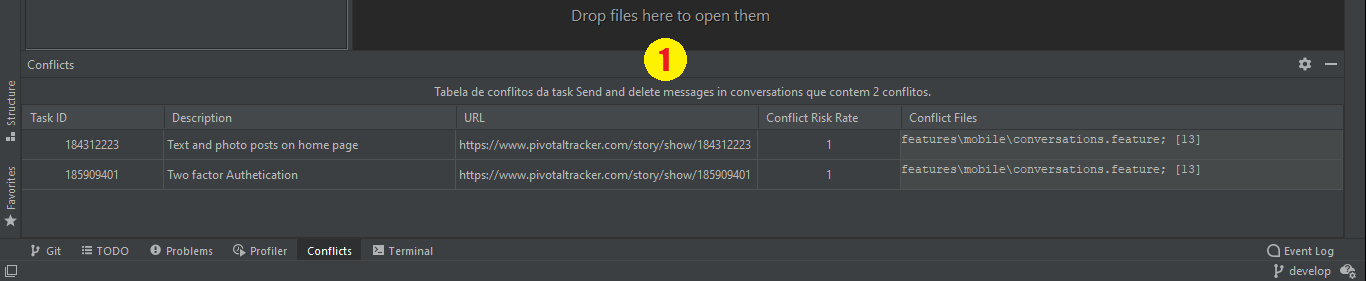 Drop files here to open them
1
Conflicts
Tabela de conflitos da task Send and delete messages in conversations que contem 2 conflitos.
Task ID Description URL Conflict Risk Rate Conflict Files
184312223 Text and photo posts on home page https://www.pivotaltracker.com/story/show/184312223 1 features\mobile\conversations.feature; [13]
185909401 Two factor Authetication https://www.pivotaltracker.com/story/show/185909401 1 features\mobile\conversations.feature; [13]
Structure
Favorites
Git TODO Problems Profiler Conflicts Terminal Event Log
develop